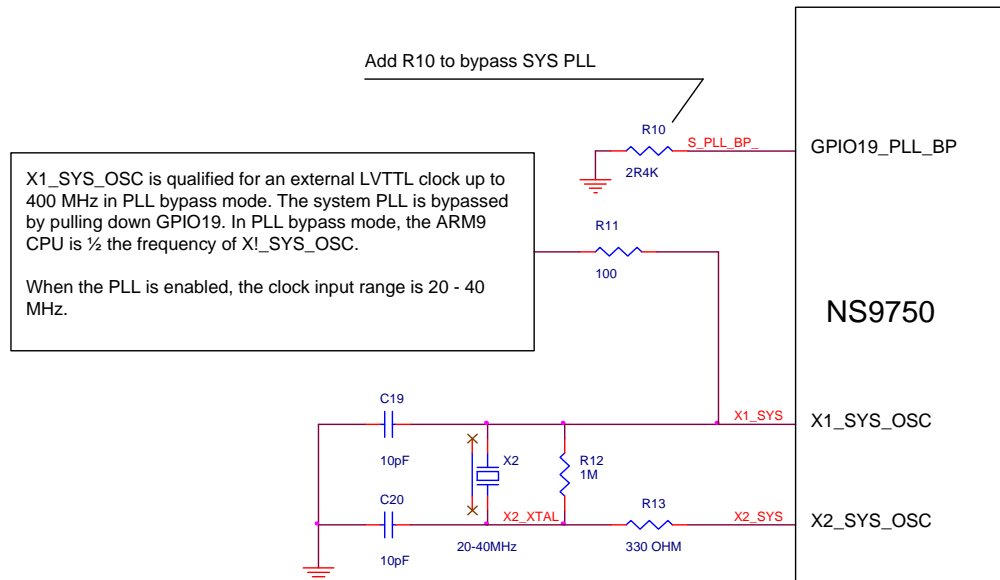 Add R10 to bypass SYS PLL
R10
S_PLL_BP_
GPIO19_PLL_BP
2R4K
X1_SYS_OSC is qualified for an external LVTTL clock up to
400 MHz in PLL bypass mode. The system PLL is bypassed
by pulling down GPIO19. In PLL bypass mode, the ARM9
CPU is ½ the frequency of X!_SYS_OSC.
When the PLL is enabled, the clock input range is 20 - 40
MHz.
R11
100
NS9750
C19
X1_SYS
X1_SYS_OSC
10pF
X2
R12
1M
C20
X2_XTAL
R13
X2_SYS
X2_SYS_OSC
10pF
20-40MHz
330 OHM